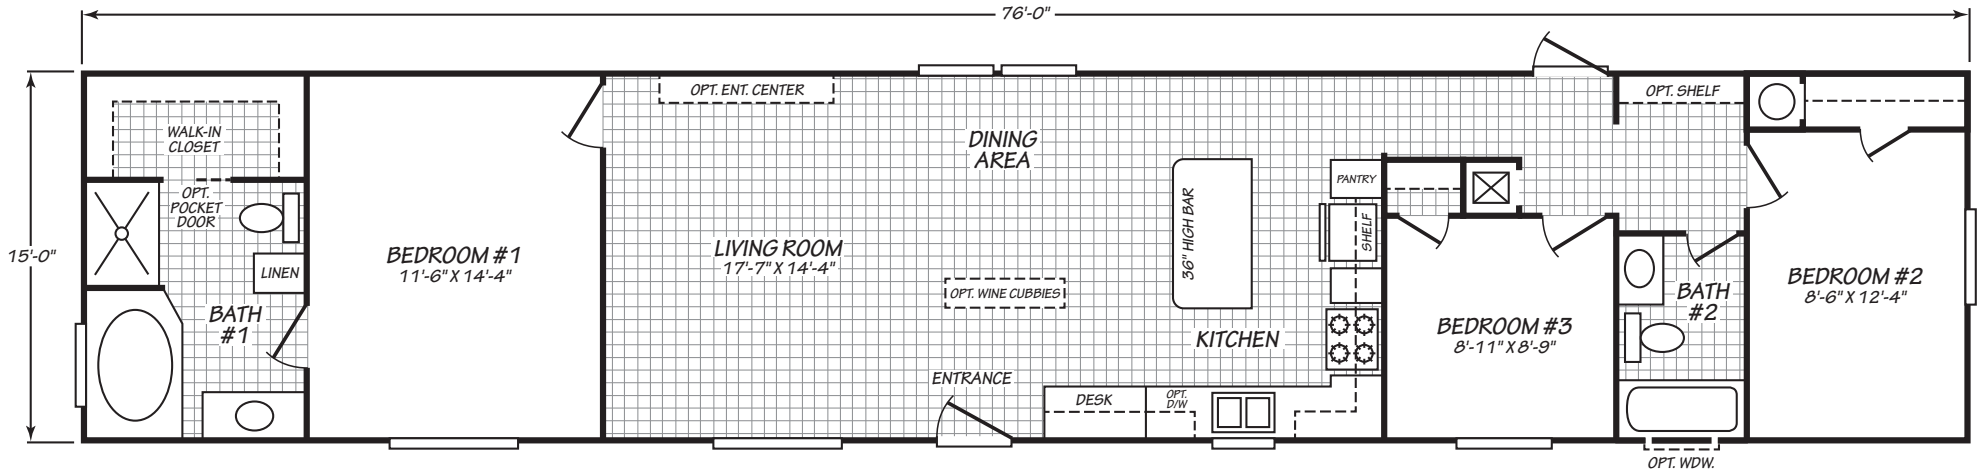 76'-0"
15'-0"
WALK-IN
CLOSET
OPT.
POCKET
DOOR
LINEN
BATH
#1
BEDROOM #1
11'-6" X 14'-4"
OPT. ENT. CENTER
LIVING ROOM
17'-7" X 14'-4"
DINING
AREA
OPT. WINE CUBBIES
ENTRANCE
36" HIGH BAR
KITCHEN
DESK
OPT.
D/W
PANTRY
SHELF
BEDROOM #3
8'-11" X 8'-9"
OPT. SHELF
BATH
#2
OPT. WDW.
BEDROOM #2
8'-6" X 12'-4"